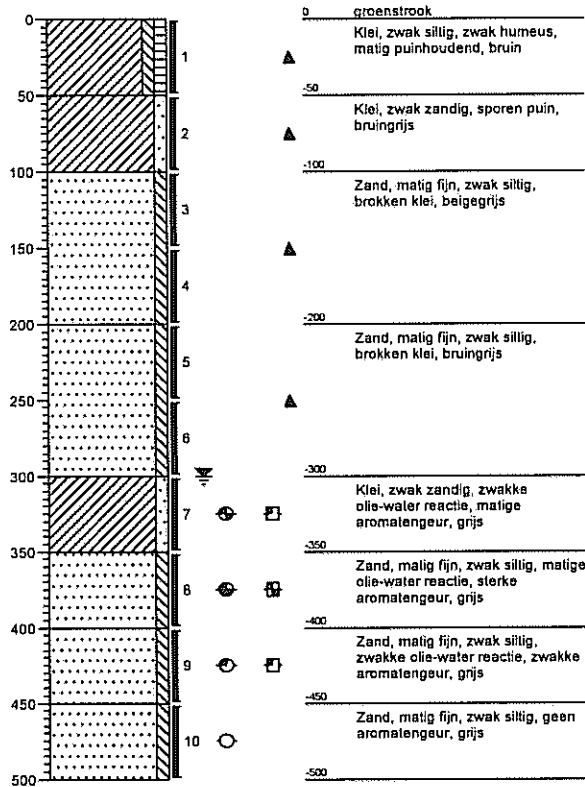 0
0 groenstrook
Klei, zwak siltig, zwak humeus,
matig puinhoudend, bruin
1
50
-50
Klei, zwak zandig, sporen puin,
bruingrijs
2
100
-100
Zand, matig fijn, zwak siltig,
brokken klei, beigegrijs
3
150
4
200
-200
Zand, matig fijn, zwak siltig,
brokken klei, bruingrijs
5
250
6
300
-300
Klei, zwak zandig, zwakke
olie-water reactie, matige
aromatengeur, grijs
7
350
-350
Zand, matig fijn, zwak siltig, matige
olie-water reactie, sterke
aromatengeur, grijs
8
400
-400
Zand, matig fijn, zwak siltig,
zwakke olie-water reactie, zwakke
aromatengeur, grijs
9
450
-450
Zand, matig fijn, zwak siltig, geen
aromatengeur, grijs
10
500
-500